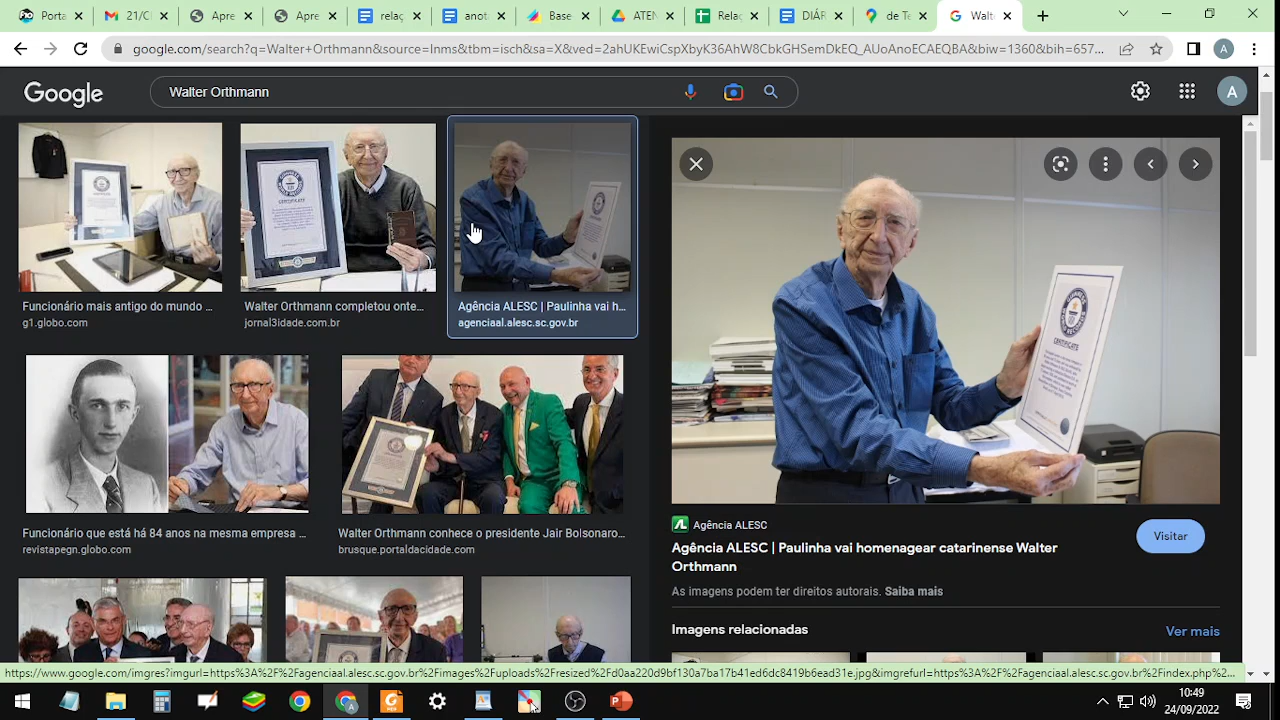 Porta
21/C
Apre
Apre
relaç
anot
Base
ATEN
Relaç
DIÁR
de Te
Walt
google.com/search?q=Walter+Orthmann&source=lnms&tbm=isch&sa=X&ved=2ahUKEwiCspXbyK36AhW8CbkGHSemDkEQ_AUoAnoECAEQBA&biw=1360&bih=657...
A
Google
Walter Orthmann
A
CERTIFICATE
Funcionário mais antigo do mundo ...
g1.globo.com
Walter Orthmann completou onte...
jornal3idade.com.br
Agência ALESC | Paulinha vai h...
agenciaal.alesc.sc.gov.br
CERTIFICATE
Funcionário que está há 84 anos na mesma empresa ...
revistapegn.globo.com
Walter Orthmann conhece o presidente Jair Bolsonaro...
brusque.portaldacidade.com
Agência ALESC
Agência ALESC | Paulinha vai homenagear catarinense Walter
Orthmann
Visitar
As imagens podem ter direitos autorais. Saiba mais
Imagens relacionadas
Ver mais
https://www.google.com/imgres?imgurl=https%3A%2F%2Fagenciaal.alesc.sc.gov.br%2Fimages%2Fuploads%2Fresized%2Fd0aa220d9bf130a7ba17b41ed6dc8419b6ead31e.jpg&imgrefurl=https%3A%2F%2Fagenciaal.alesc.sc.gov.br%2Findex.php%2...
10:49
24/09/2022